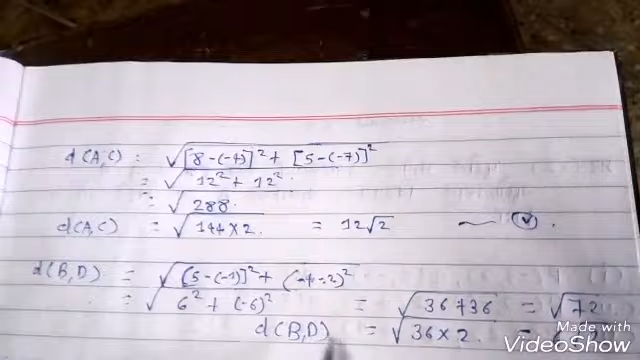 d(A,C) = √[8-(-4)]² + [5-(-7)]²
= √12² + 12²
= √288
d(A,C) = √144×2 = 12√2 — (V).
d(B,D) = √[5-(-1)]² + (-4-2)²
= √6² + (-6)² = √36+36 = √72
d(B,D) = √36×2 =
Made with
VideoShow